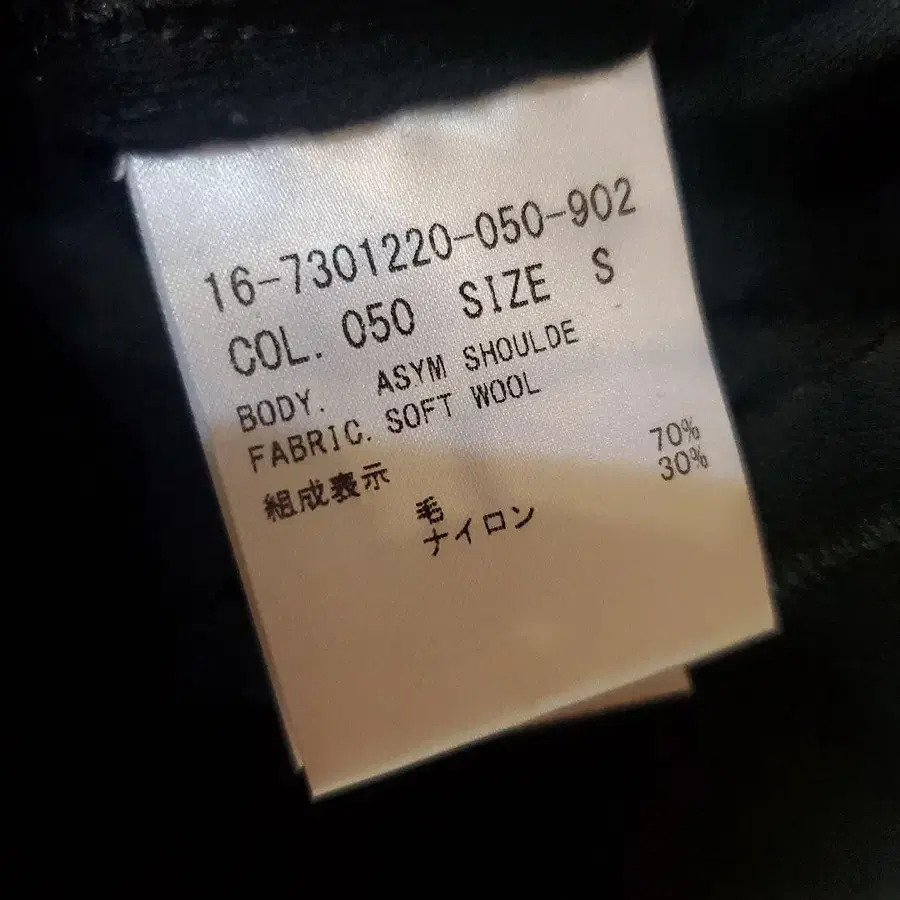 16-7301220-050-902
COL. 050 SIZE S
BODY. ASYM SHOULDE
FABRIC. SOFT WOOL
組成表示
毛 70%
ナイロン 30%